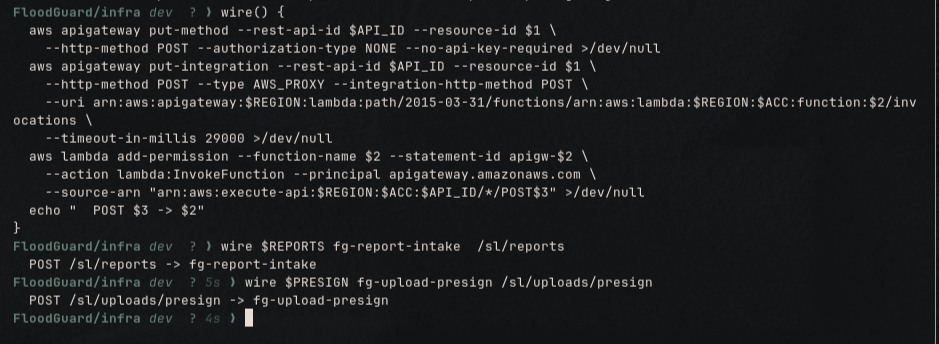 FloodGuard/infra dev ? ❯ wire() {
  aws apigateway put-method --rest-api-id $API_ID --resource-id $1 \
    --http-method POST --authorization-type NONE --no-api-key-required >/dev/null
  aws apigateway put-integration --rest-api-id $API_ID --resource-id $1 \
    --http-method POST --type AWS_PROXY --integration-http-method POST \
    --uri arn:aws:apigateway:$REGION:lambda:path/2015-03-31/functions/arn:aws:lambda:$REGION:$ACC:function:$2/inv
ocations \
    --timeout-in-millis 29000 >/dev/null
  aws lambda add-permission --function-name $2 --statement-id apigw-$2 \
    --action lambda:InvokeFunction --principal apigateway.amazonaws.com \
    --source-arn "arn:aws:execute-api:$REGION:$ACC:$API_ID/*/POST$3" >/dev/null
  echo "  POST $3 -> $2"
}
FloodGuard/infra dev ? ❯ wire $REPORTS fg-report-intake  /sl/reports
  POST /sl/reports -> fg-report-intake
FloodGuard/infra dev ? 5s ❯ wire $PRESIGN fg-upload-presign /sl/uploads/presign
  POST /sl/uploads/presign -> fg-upload-presign
FloodGuard/infra dev ? 4s ❯